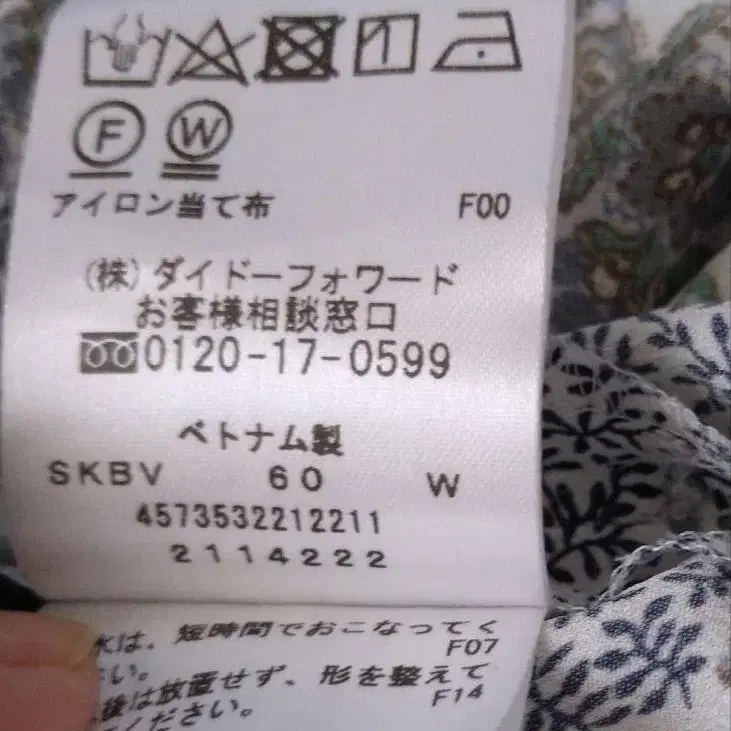 F W
アイロン当て布 F00
(株)ダイドーフォワード
お客様相談窓口
0120-17-0599
ベトナム製
SKBV 60 W
4573532212211
2114222
水は、短時間でおこなってく
F07
さい。
後は放置せず、形を整えて
F14
ください。